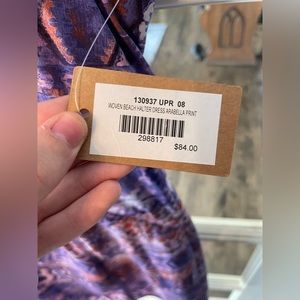 130937 UPR 08
WOVEN BEACH HALTER DRESS ARABELLA PRINT
298817
$84.00